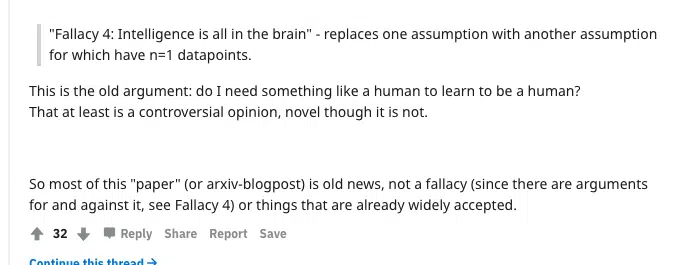 "Fallacy 4: Intelligence is all in the brain" - replaces one assumption with another assumption
for which have n=1 datapoints.
This is the old argument: do I need something like a human to learn to be a human?
That at least is a controversial opinion, novel though it is not.
So most of this "paper" (or arxiv-blogpost) is old news, not a fallacy (since there are arguments
for and against it, see Fallacy 4) or things that are already widely accepted.
32 Reply Share Report Save
Continue this thread